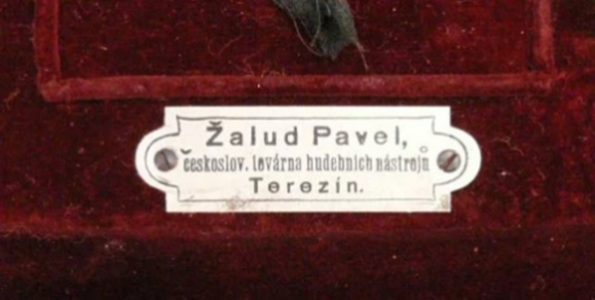 Žalud Pavel,
českoslov. továrna hudebních nástrojů
Terezín.